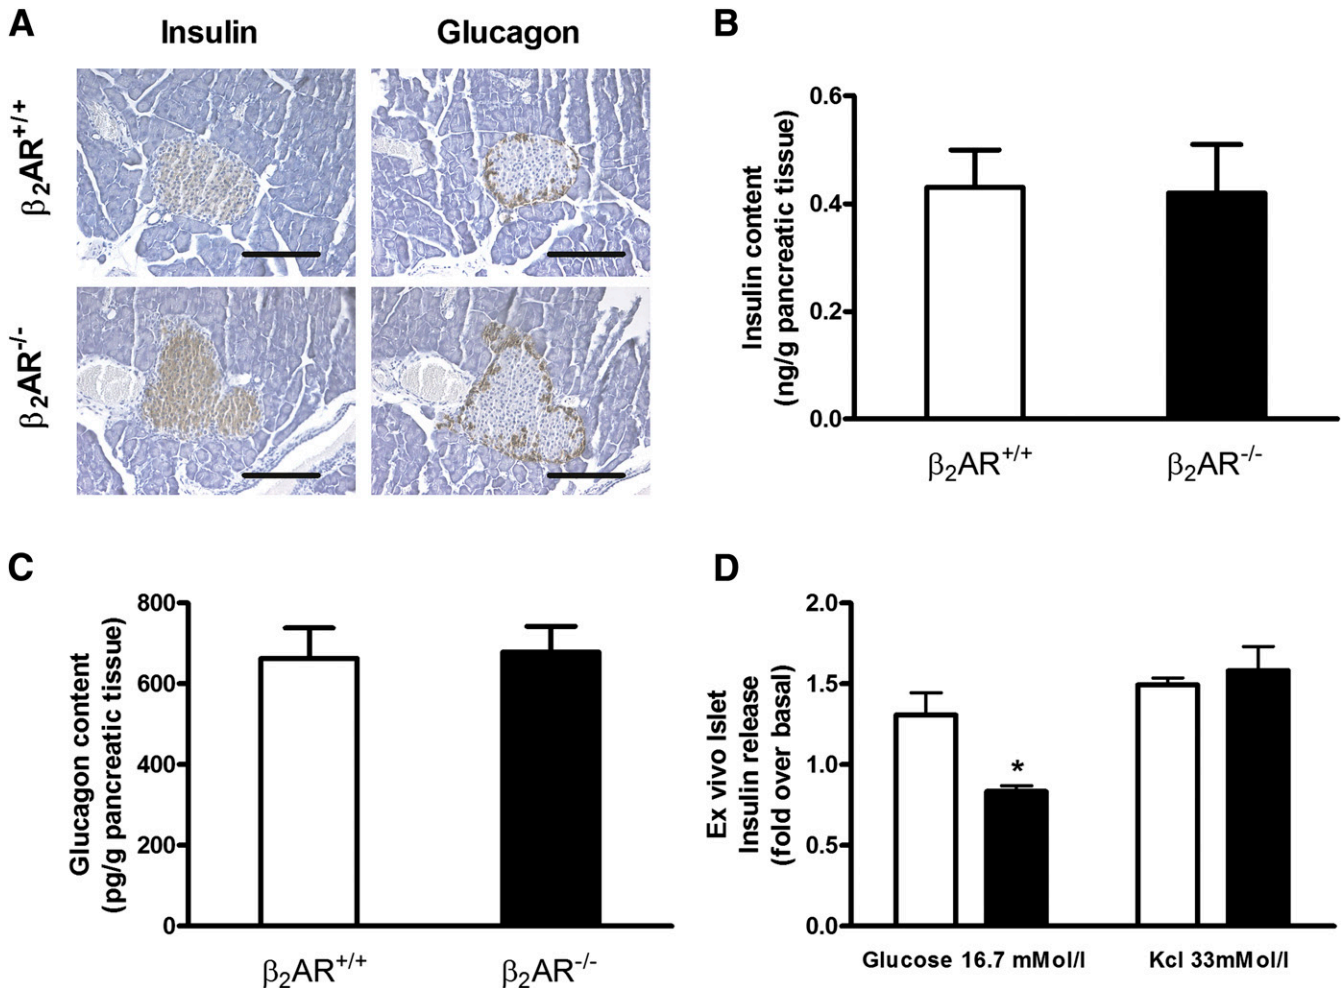 A
Insulin
Glucagon
β₂AR⁺/⁺
β₂AR⁻/⁻
B
Insulin content
(ng/g pancreatic tissue)
0.6
0.4
0.2
0.0
β₂AR⁺/⁺
β₂AR⁻/⁻
C
Glucagon content
(pg/g pancreatic tissue)
800
600
400
200
0
β₂AR⁺/⁺
β₂AR⁻/⁻
D
Ex vivo Islet
Insulin release
(fold over basal)
2.0
1.5
1.0
0.5
0.0
*
Glucose 16.7 mMol/l
Kcl 33mMol/l